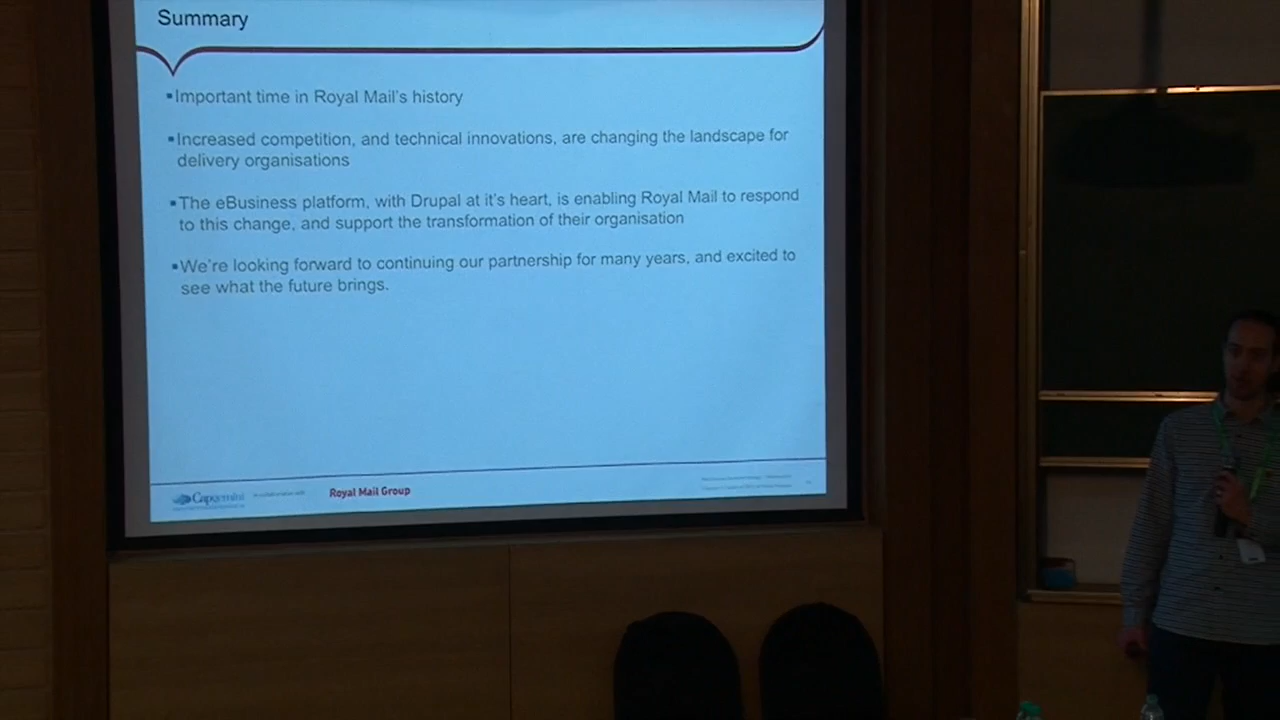 Summary
▪Important time in Royal Mail's history
▪Increased competition, and technical innovations, are changing the landscape for
delivery organisations
▪The eBusiness platform, with Drupal at it's heart, is enabling Royal Mail to respond
to this change, and support the transformation of their organisation
▪We're looking forward to continuing our partnership for many years, and excited to
see what the future brings.
Capgemini
Royal Mail Group